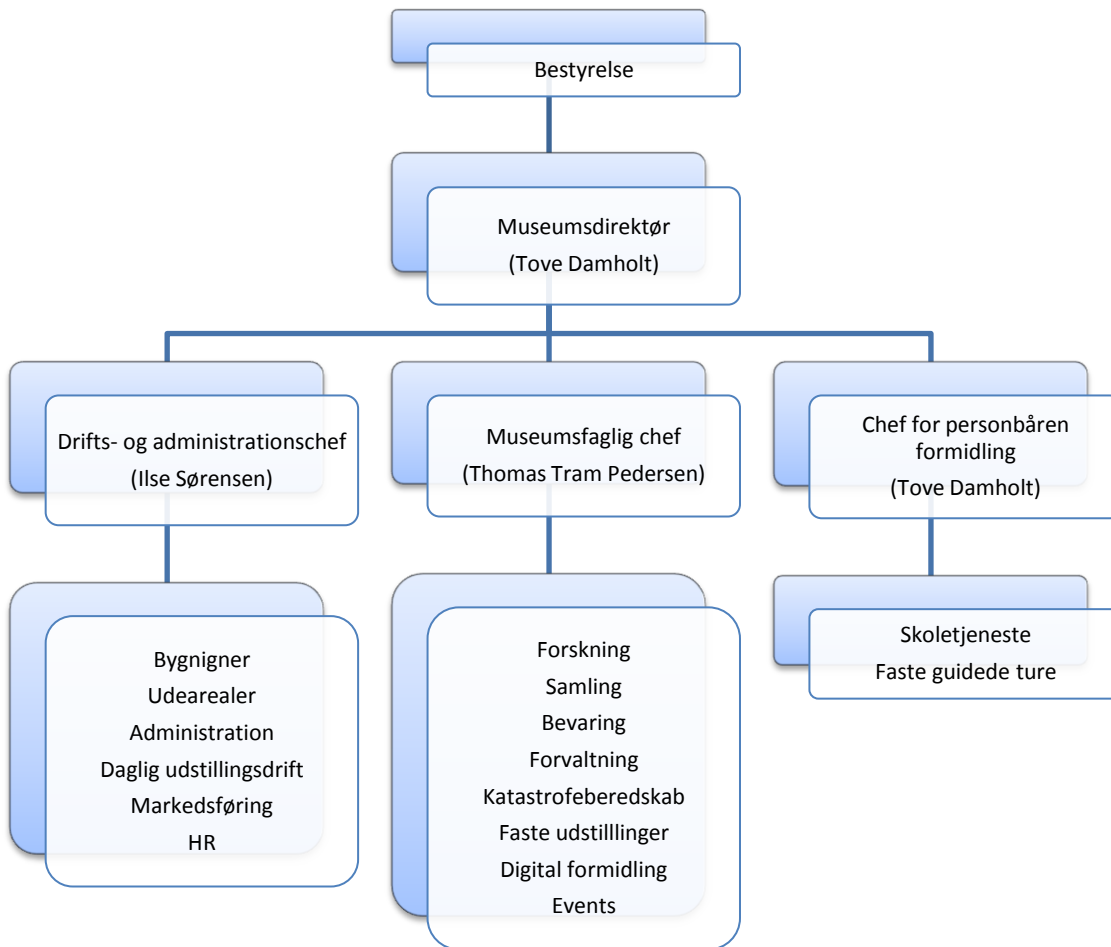 Bestyrelse
Museumsdirektør
(Tove Damholt)
Drifts- og administrationschef
(Ilse Sørensen)
Museumsfaglig chef
(Thomas Tram Pedersen)
Chef for personbåren
formidling
(Tove Damholt)
Bygnigner
Udearealer
Administration
Daglig udstillingsdrift
Markedsføring
HR
Forskning
Samling
Bevaring
Forvaltning
Katastrofeberedskab
Faste udstilllinger
Digital formidling
Events
Skoletjeneste
Faste guidede ture